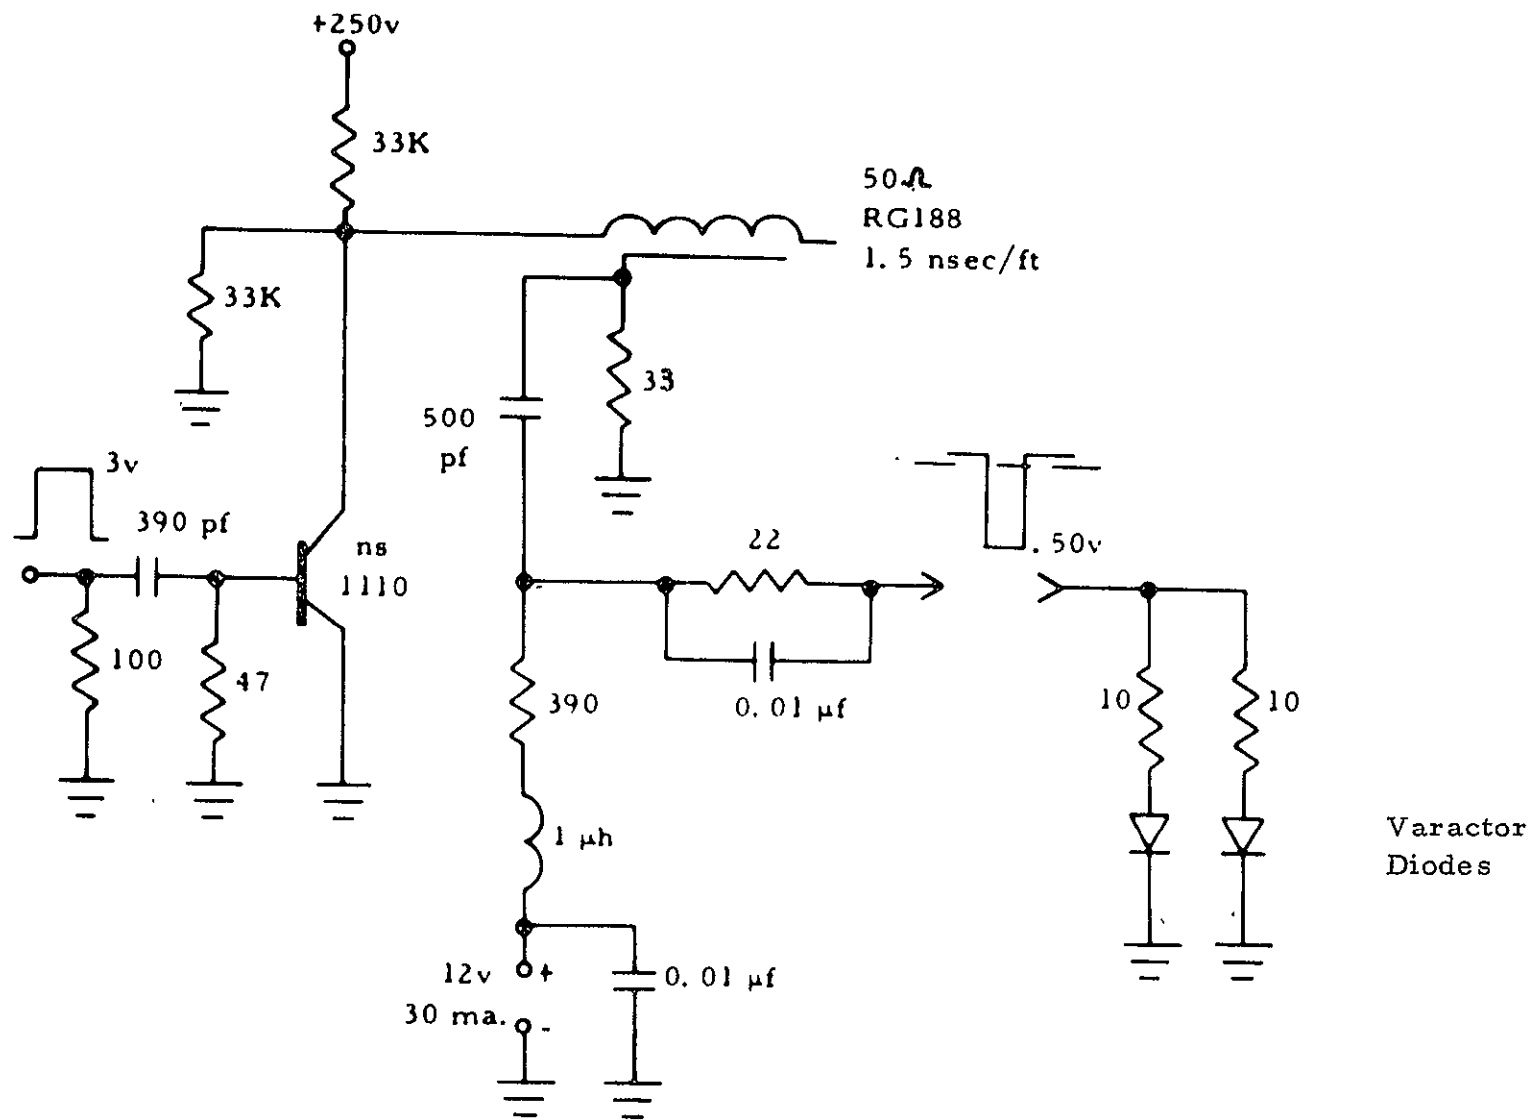 +250v
33K
50Ω
RG188
1.5 nsec/ft
33K
33
500
pf
3v
390 pf
ns
1110
22
. 50v
100
47
390
0.01 µf
10
10
1 µh
Varactor
Diodes
12v
+
0.01 µf
30 ma.
-